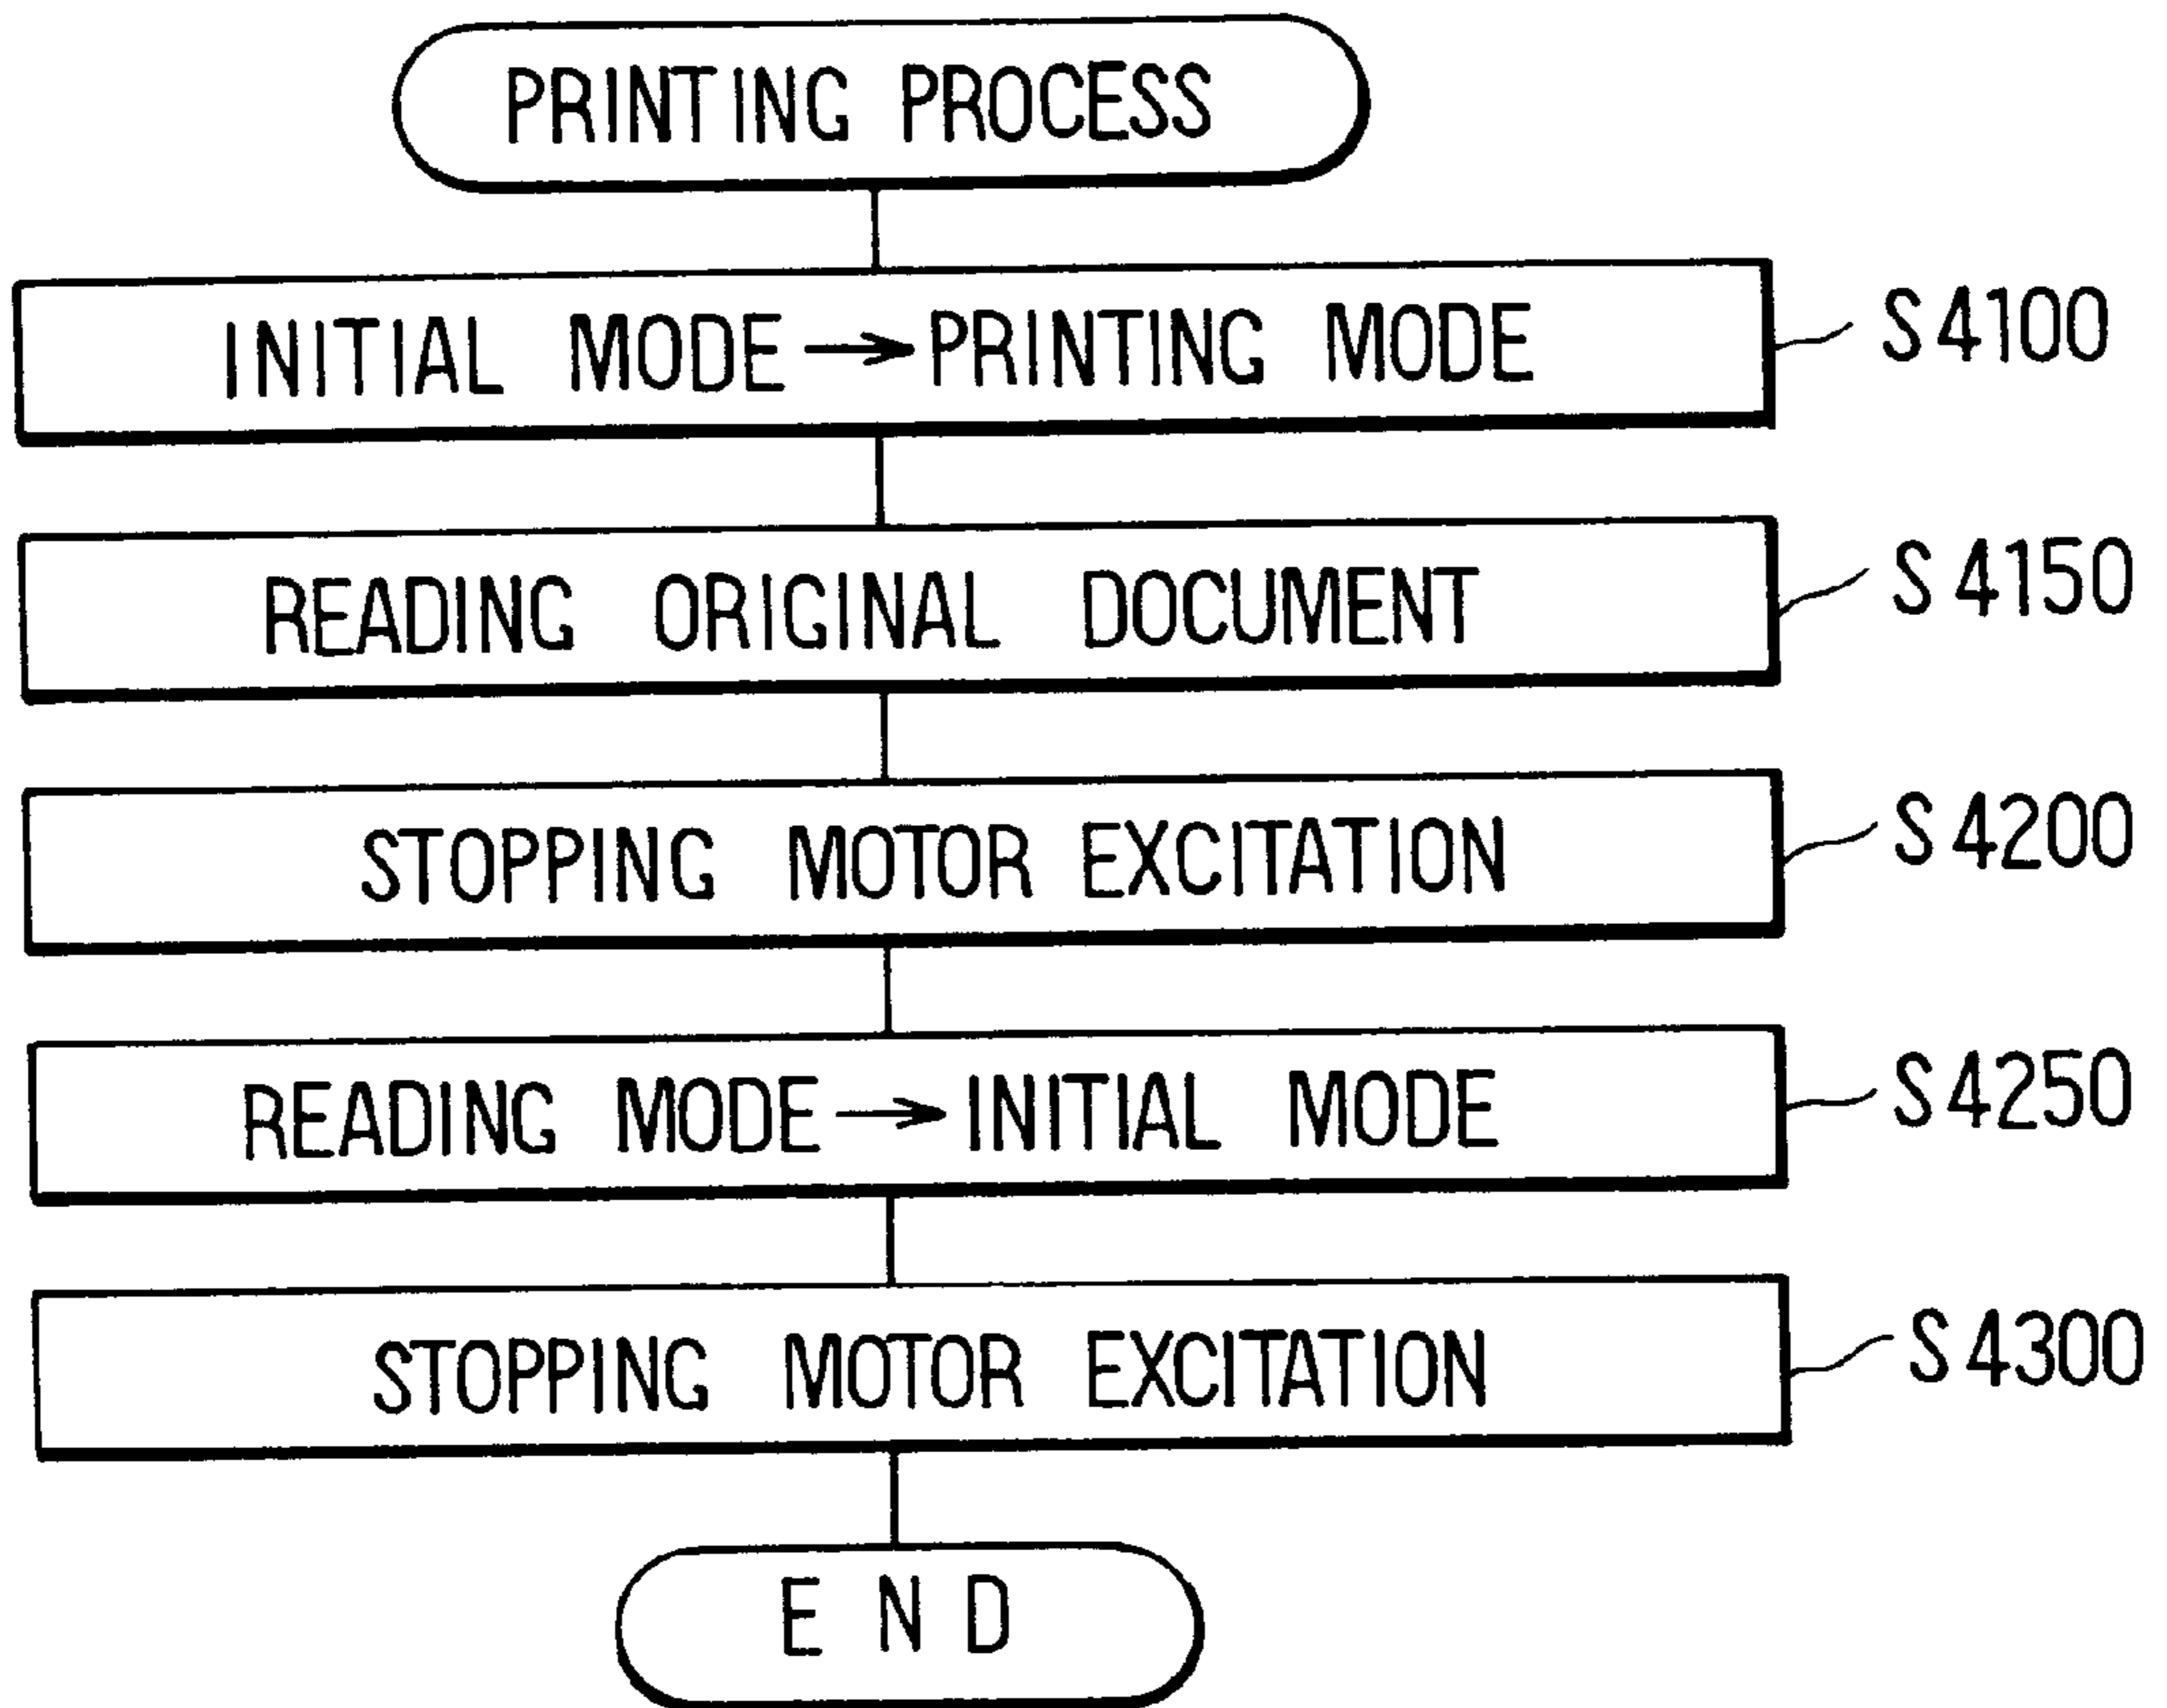 PRINTING PROCESS
INITIAL MODE → PRINTING MODE S4100
READING ORIGINAL DOCUMENT S4150
STOPPING MOTOR EXCITATION S4200
READING MODE → INITIAL MODE S4250
STOPPING MOTOR EXCITATION S4300
END